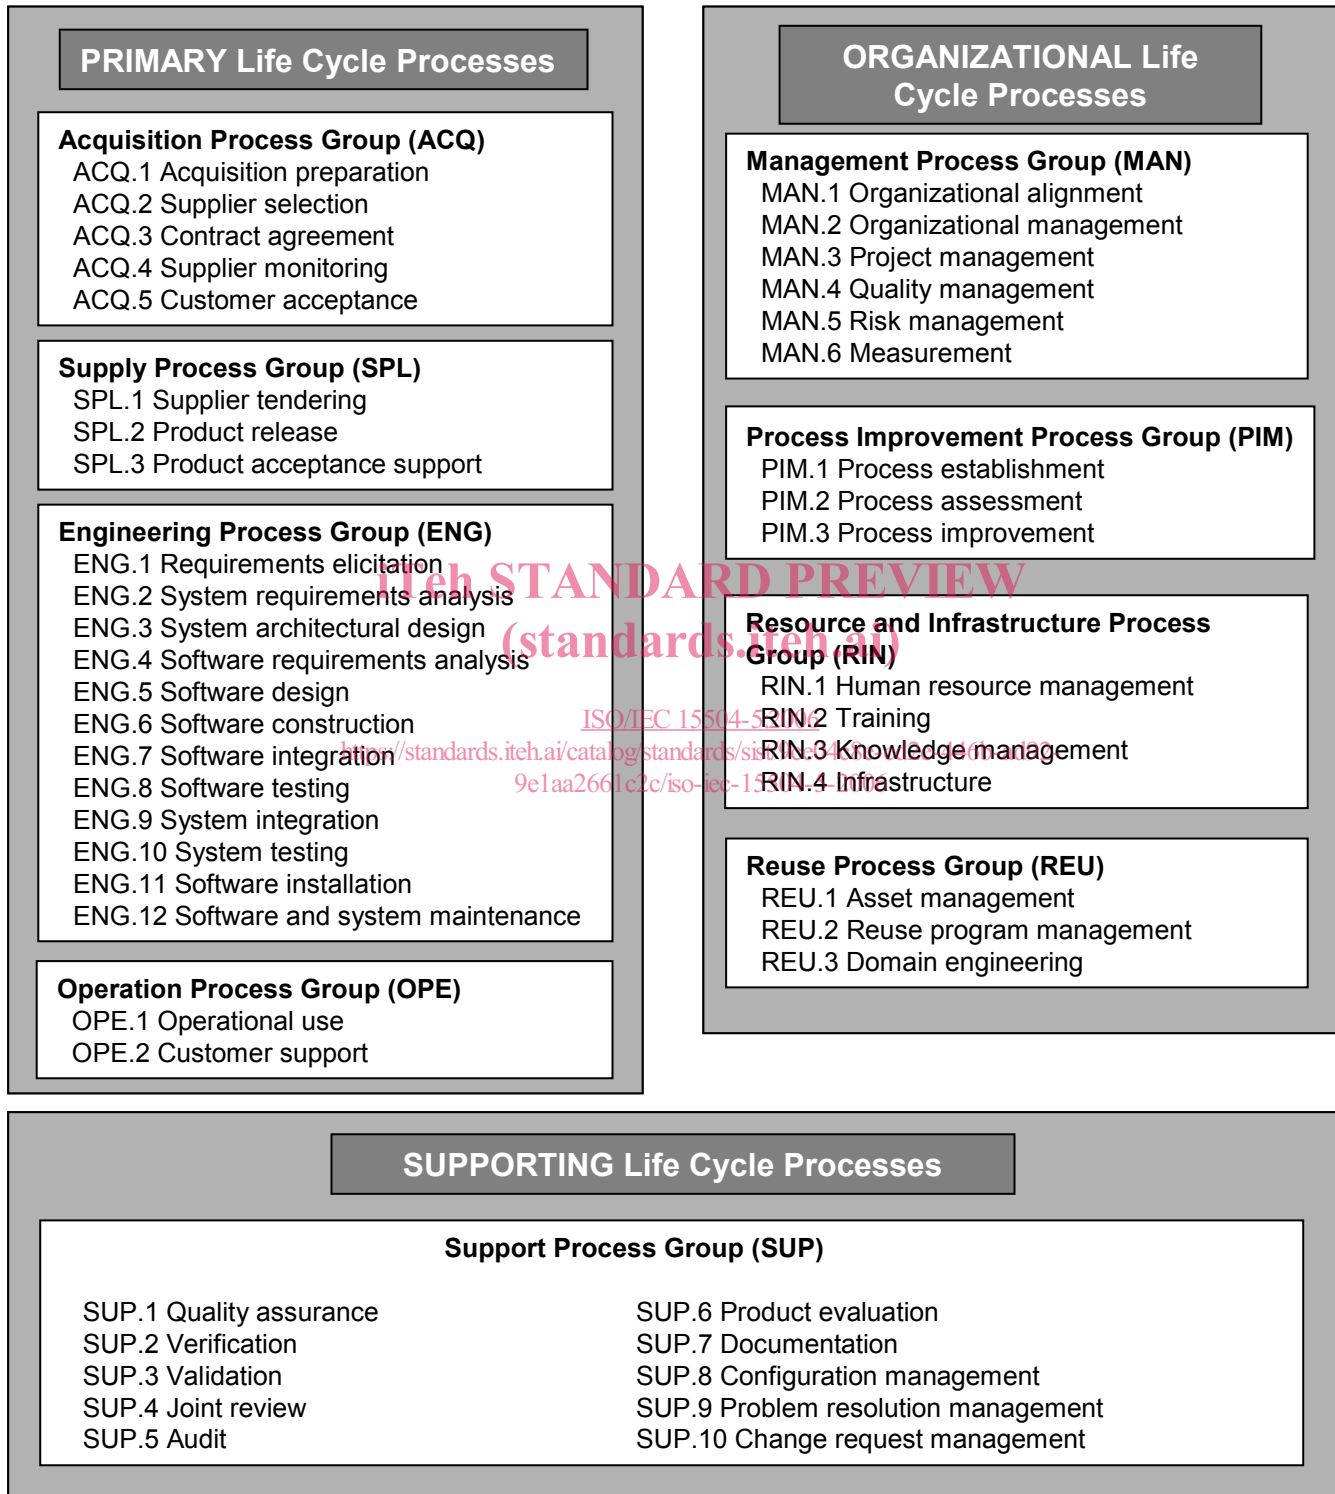 PRIMARY Life Cycle Processes
Acquisition Process Group (ACQ)
ACQ.1 Acquisition preparation
ACQ.2 Supplier selection
ACQ.3 Contract agreement
ACQ.4 Supplier monitoring
ACQ.5 Customer acceptance
Supply Process Group (SPL)
SPL.1 Supplier tendering
SPL.2 Product release
SPL.3 Product acceptance support
Engineering Process Group (ENG)
ENG.1 Requirements elicitation
ENG.2 System requirements analysis
ENG.3 System architectural design
ENG.4 Software requirements analysis
ENG.5 Software design
ENG.6 Software construction
ENG.7 Software integration
ENG.8 Software testing
ENG.9 System integration
ENG.10 System testing
ENG.11 Software installation
ENG.12 Software and system maintenance
Operation Process Group (OPE)
OPE.1 Operational use
OPE.2 Customer support
ORGANIZATIONAL Life
Cycle Processes
Management Process Group (MAN)
MAN.1 Organizational alignment
MAN.2 Organizational management
MAN.3 Project management
MAN.4 Quality management
MAN.5 Risk management
MAN.6 Measurement
Process Improvement Process Group (PIM)
PIM.1 Process establishment
PIM.2 Process assessment
PIM.3 Process improvement
Resource and Infrastructure Process
Group (RIN)
RIN.1 Human resource management
RIN.2 Training
RIN.3 Knowledge management
RIN.4 Infrastructure
Reuse Process Group (REU)
REU.1 Asset management
REU.2 Reuse program management
REU.3 Domain engineering
iTeh STANDARD PREVIEW
(standards.iteh.ai)
ISO/IEC 15504-5:2006
9e1aa2661c2c/iso-iec-15504-5-2006
SUPPORTING Life Cycle Processes
Support Process Group (SUP)
SUP.1 Quality assurance
SUP.2 Verification
SUP.3 Validation
SUP.4 Joint review
SUP.5 Audit
SUP.6 Product evaluation
SUP.7 Documentation
SUP.8 Configuration management
SUP.9 Problem resolution management
SUP.10 Change request management